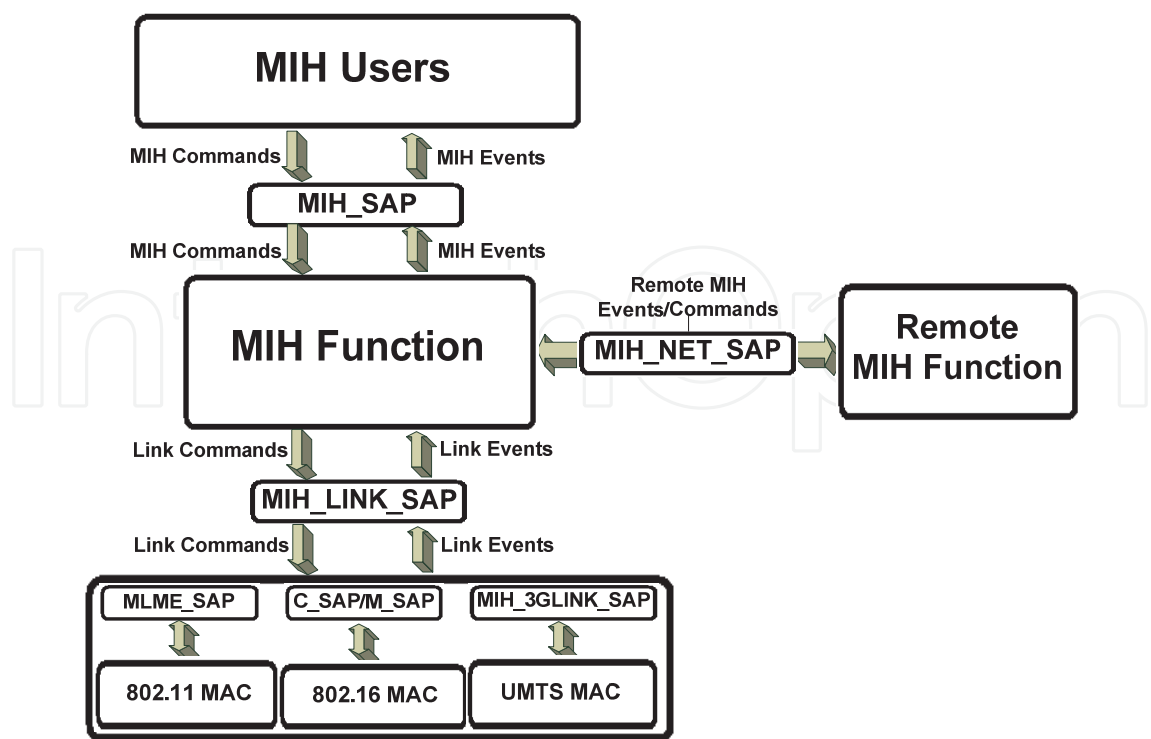 MIH Users
MIH Commands
MIH Events
MIH_SAP
MIH Commands
MIH Events
Remote MIH
Events/Commands
MIH Function
MIH_NET_SAP
Remote
MIH Function
Link Commands
Link Events
MIH_LINK_SAP
Link Commands
Link Events
MLME_SAP
C_SAP/M_SAP
MIH_3GLINK_SAP
802.11 MAC
802.16 MAC
UMTS MAC